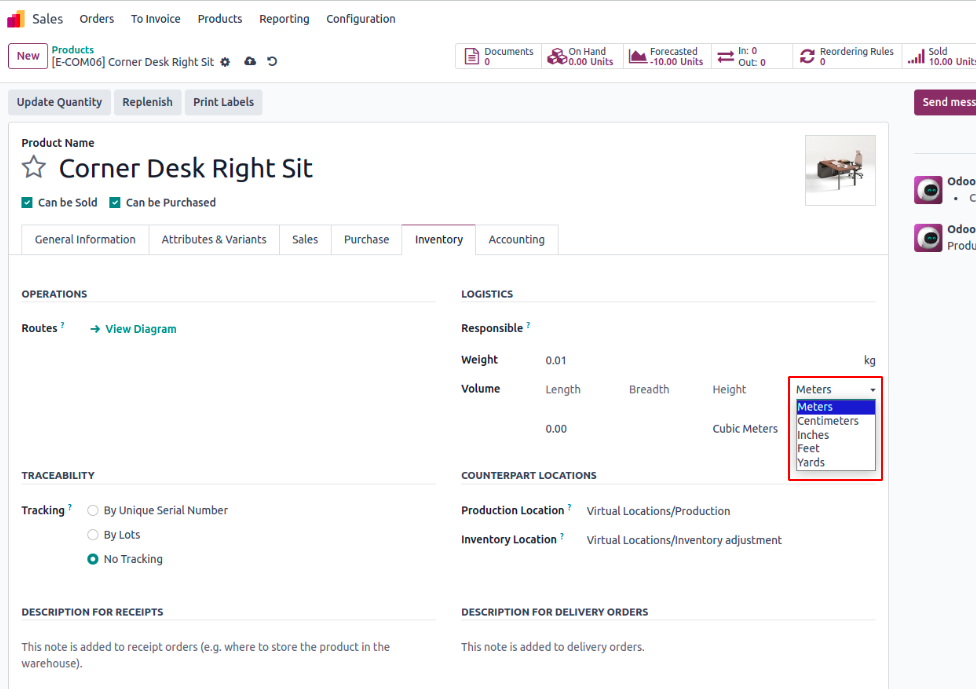 Sales Orders To Invoice Products Reporting Configuration
New
Products
[E-COM06] Corner Desk Right Sit
Documents
0
On Hand
0.00 Units
Forecasted
-10.00 Units
In: 0
Out: 0
Reordering Rules
0
Sold
10.00 Units
Update Quantity Replenish Print Labels
Send mess
Product Name
Corner Desk Right Sit
Can be Sold Can be Purchased
Odoo
• C
Odoo
Produ
General Information Attributes & Variants Sales Purchase Inventory Accounting
OPERATIONS
Routes ? View Diagram
LOGISTICS
Responsible ?
Weight 0.01 kg
Volume Length Breadth Height Meters
0.00 Cubic Meters
Meters
Centimeters
Inches
Feet
Yards
TRACEABILITY
Tracking ? By Unique Serial Number
By Lots
No Tracking
COUNTERPART LOCATIONS
Production Location ? Virtual Locations/Production
Inventory Location ? Virtual Locations/Inventory adjustment
DESCRIPTION FOR RECEIPTS
This note is added to receipt orders (e.g. where to store the product in the
warehouse).
DESCRIPTION FOR DELIVERY ORDERS
This note is added to delivery orders.